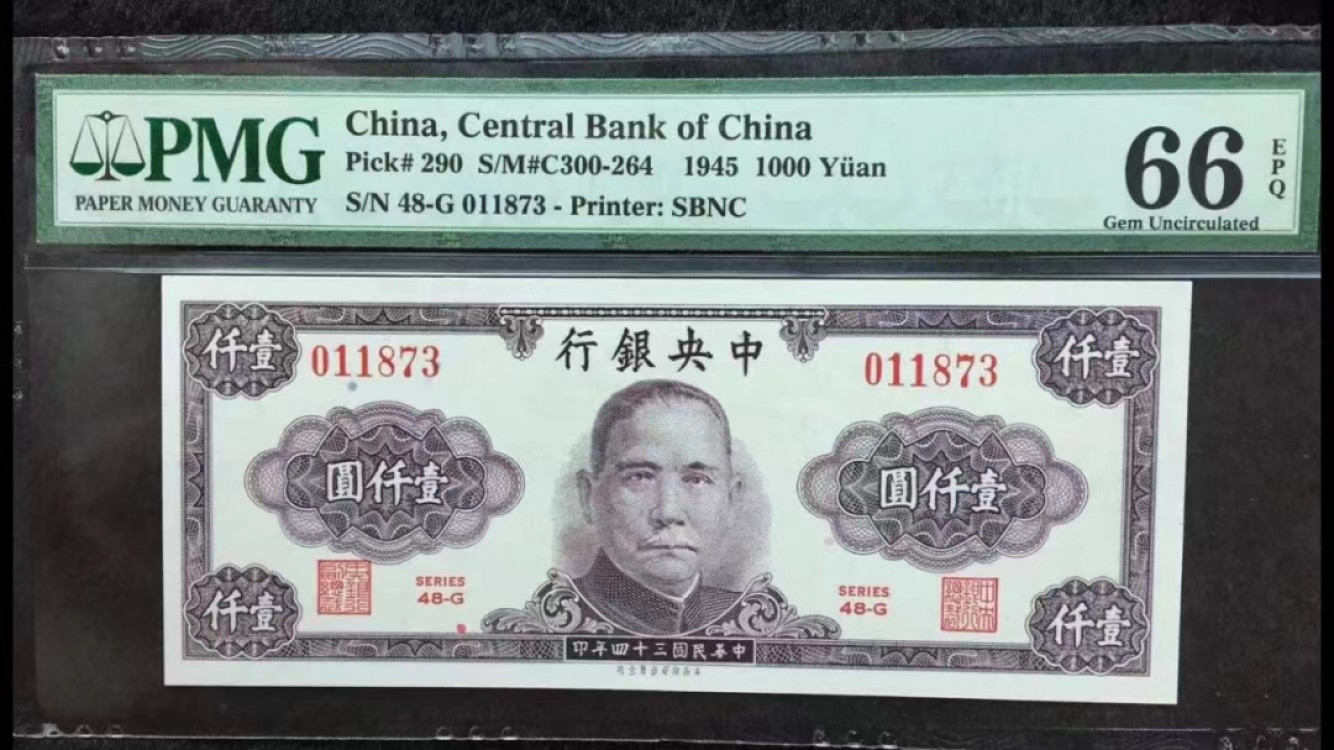 PMG
PAPER MONEY GUARANTY
China, Central Bank of China
Pick# 290 S/M#C300-264 1945 1000 Yüan
S/N 48-G 011873 - Printer: SBNC
66
EPQ
Gem Uncirculated
行銀央中
仟壹
仟壹
011873
011873
圓仟壹
圓仟壹
SERIES
48-G
SERIES
48-G
仟壹
仟壹
印年四十三國民華中